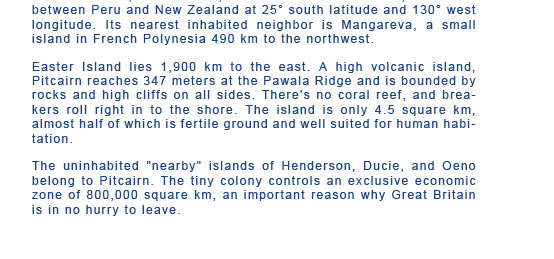 between Peru and New Zealand at 25° south latitude and 130° west
longitude. Its nearest inhabited neighbor is Mangareva, a small
island in French Polynesia 490 km to the northwest.
Easter Island lies 1,900 km to the east. A high volcanic island,
Pitcairn reaches 347 meters at the Pawala Ridge and is bounded by
rocks and high cliffs on all sides. There's no coral reef, and brea-
kers roll right in to the shore. The island is only 4.5 square km,
almost half of which is fertile ground and well suited for human habi-
tation.
The uninhabited "nearby" islands of Henderson, Ducie, and Oeno
belong to Pitcairn. The tiny colony controls an exclusive economic
zone of 800,000 square km, an important reason why Great Britain
is in no hurry to leave.